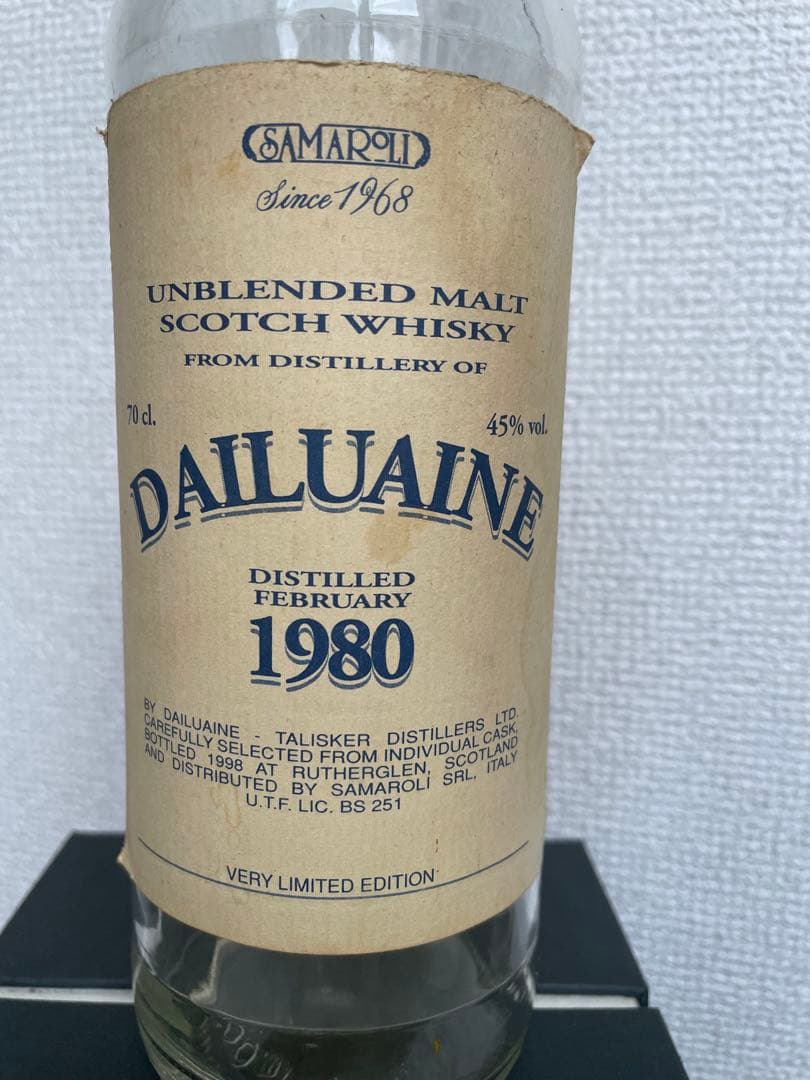 SAMAROLI
Since 1968
UNBLENDED MALT
SCOTCH WHISKY
FROM DISTILLERY OF
70 cl.
45% vol.
DAILUAINE
DISTILLED
FEBRUARY
1980
BY DAILUAINE - TALISKER DISTILLERS LTD.
CAREFULLY SELECTED FROM INDIVIDUAL CASK,
BOTTLED 1998 AT RUTHERGLEN, SCOTLAND
AND DISTRIBUTED BY SAMAROLI SRL, ITALY
U.T.F. LIC. BS 251
VERY LIMITED EDITION